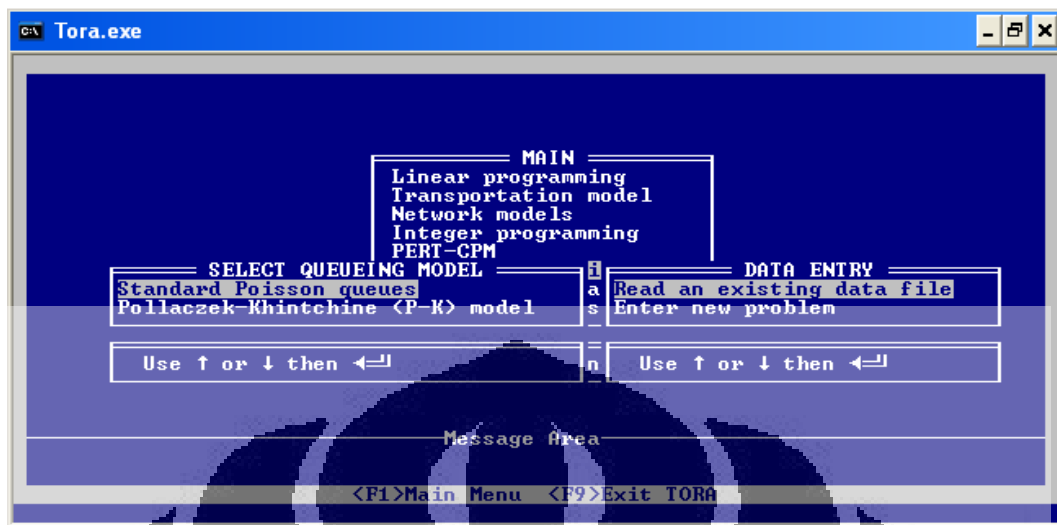 C:\ Tora.exe
MAIN
Linear programming
Transportation model
Network models
Integer programming
PERT-CPM
SELECT QUEUEING MODEL
Standard Poisson queues
Pollaczek-Khintchine (P-K) model
Use ↑ or ↓ then ◄─┘
i
a
s
n
DATA ENTRY
Read an existing data file
Enter new problem
Use ↑ or ↓ then ◄─┘
Message Area
<F1>Main Menu <F9>Exit TORA